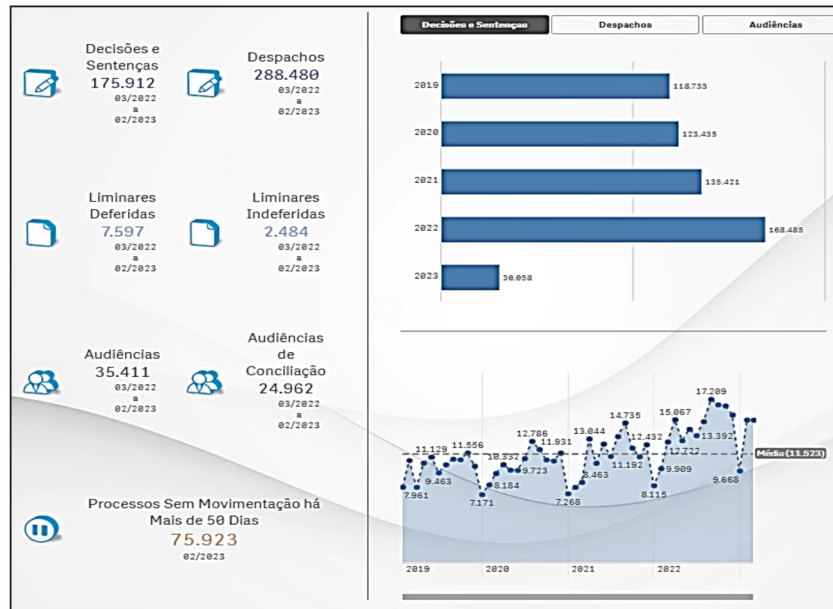 Decisões e
Sentenças
175.912
03/2022
a
02/2023
Despachos
288.480
03/2022
a
02/2023
Liminares
Deferidas
7.597
03/2022
a
02/2023
Liminares
Indeferidas
2.484
03/2022
a
02/2023
Audiências
35.411
03/2022
a
02/2023
Audiências
de
Conciliação
24.962
03/2022
a
02/2023
Processos Sem Movimentação há
Mais de 50 Dias
75.923
02/2023
Decisões e Sentenças
Despachos
Audiências
2019
118.733
2020
123.435
2021
135.421
2022
168.485
2023
30.058
7.961
11.129
9.463
11.556
7.171
8.184
10.332
12.786
9.723
11.931
7.268
13.044
8.463
14.735
11.192
12.432
8.115
9.909
15.067
12.722
13.392
17.209
9.668
Média (11.523)
2019
2020
2021
2022